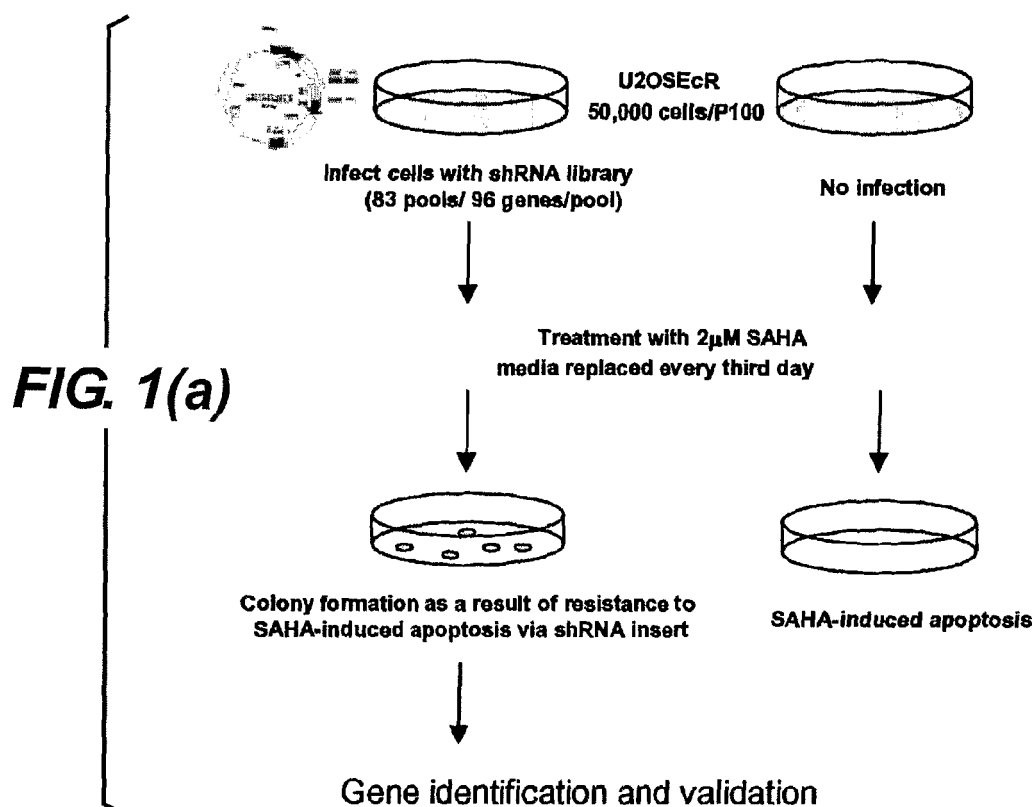 U2OSEcR
50,000 cells/P100
Infect cells with shRNA library
(83 pools/ 96 genes/pool)
No infection
Treatment with 2μM SAHA
media replaced every third day
FIG. 1(a)
Colony formation as a result of resistance to
SAHA-induced apoptosis via shRNA insert
SAHA-induced apoptosis
Gene identification and validation